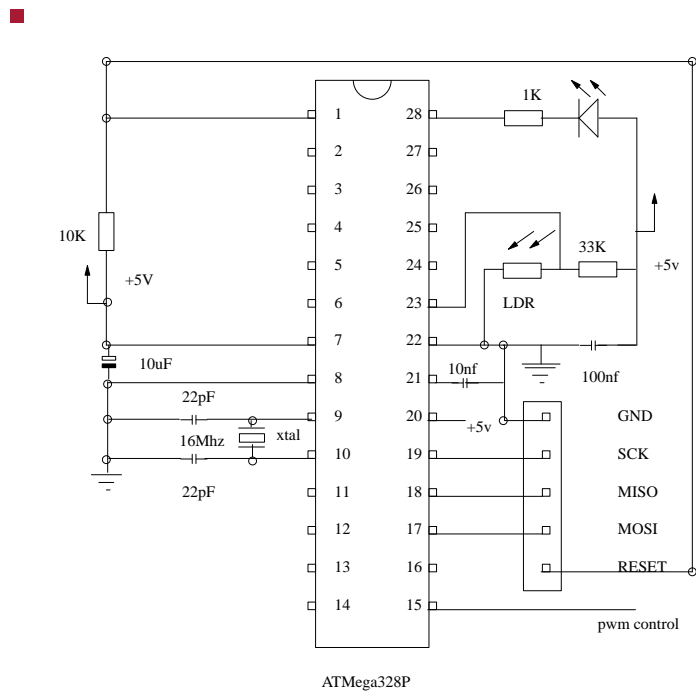 1K
1 28
2 27
3 26
4 25
10K
33K
5 24
+5v
+5V
6 23
LDR
7 22
10uF
10nf
100nf
8 21
22pF
9 20
+5v
GND
16Mhz
xtal
10 19
SCK
22pF
11 18
MISO
12 17
MOSI
13 16
RESET
14 15
pwm control
ATMega328P